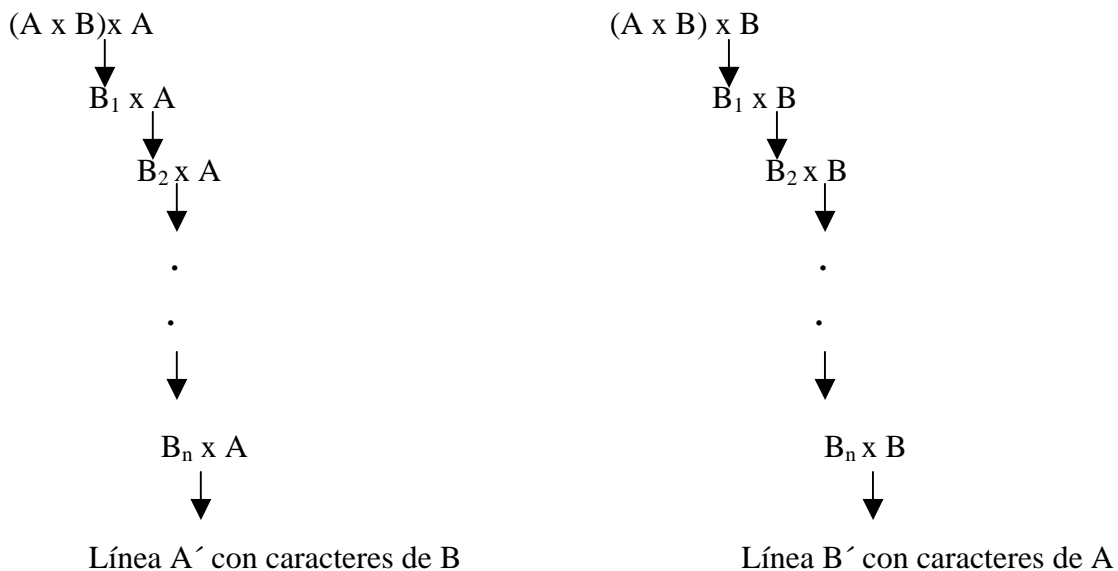 (A x B)x A
B₁ x A
B₂ x A
.
.
Bₙ x A
Línea A´ con caracteres de B
(A x B) x B
B₁ x B
B₂ x B
.
.
Bₙ x B
Línea B´ con caracteres de A